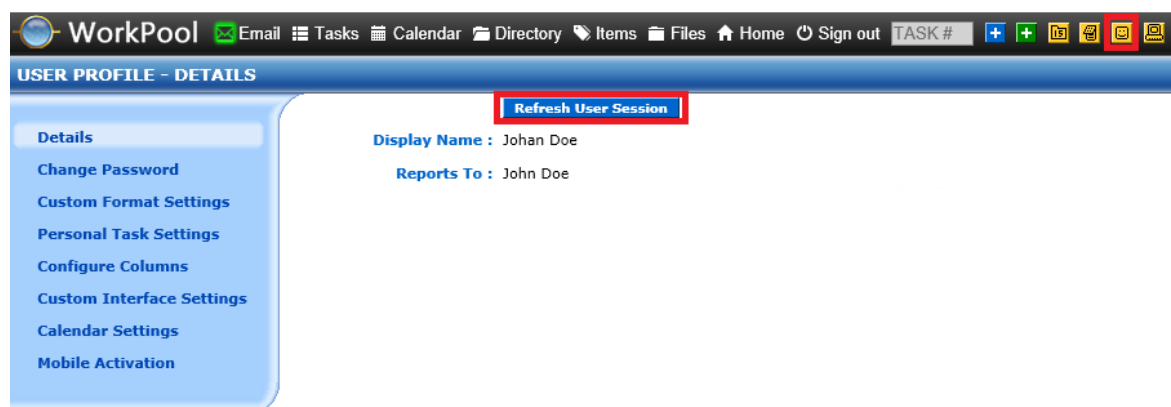 WorkPool Email Tasks Calendar Directory Items Files Home Sign out TASK #
USER PROFILE - DETAILS
Refresh User Session
Details
Display Name : Johan Doe
Change Password
Reports To : John Doe
Custom Format Settings
Personal Task Settings
Configure Columns
Custom Interface Settings
Calendar Settings
Mobile Activation